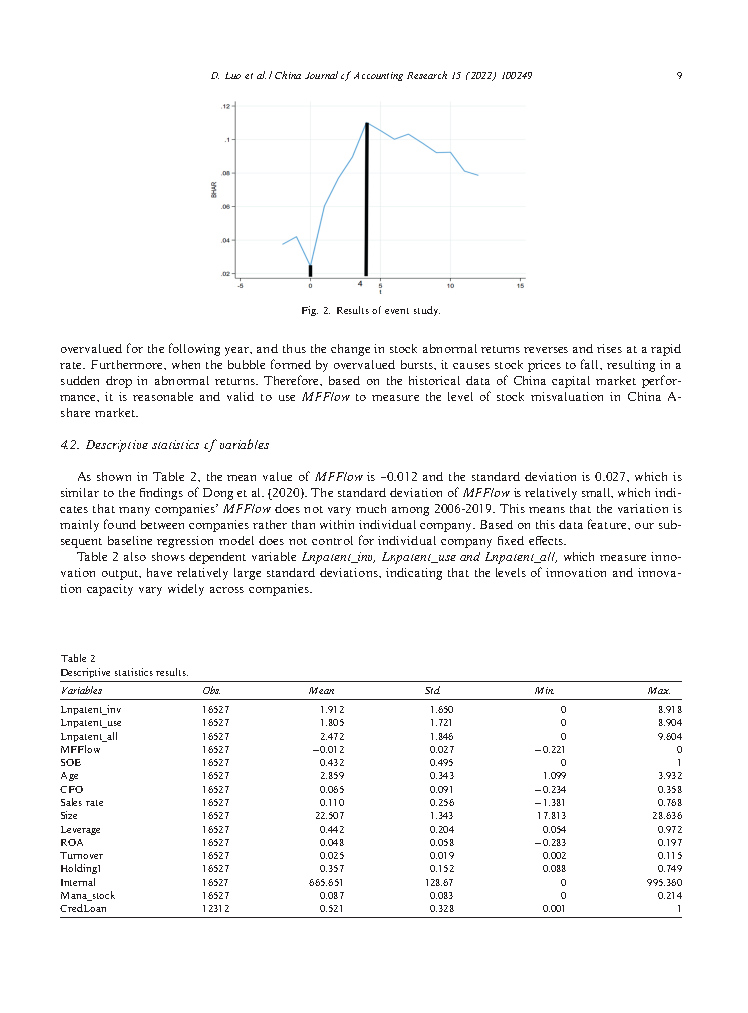 D. Luo et al. / China Journal of Accounting Research 15 (2022) 100249 9
.12
.1
.08
.06
.04
.02
BHAR
-5 0 4 5 10 15
t
Fig. 2. Results of event study.
overvalued for the following year, and thus the change in stock abnormal returns reverses and rises at a rapid
rate. Furthermore, when the bubble formed by overvalued bursts, it causes stock prices to fall, resulting in a
sudden drop in abnormal returns. Therefore, based on the historical data of China capital market perfor-
mance, it is reasonable and valid to use MFFlow to measure the level of stock misvaluation in China A-
share market.
4.2. Descriptive statistics of variables
As shown in Table 2, the mean value of MFFlow is −0.012 and the standard deviation is 0.027, which is
similar to the findings of Dong et al. {2020}. The standard deviation of MFFlow is relatively small, which indi-
cates that many companies' MFFlow does not vary much among 2006-2019. This means that the variation is
mainly found between companies rather than within individual company. Based on this data feature, our sub-
sequent baseline regression model does not control for individual company fixed effects.
Table 2 also shows dependent variable Lnpatent_inv, Lnpatent_use and Lnpatent_all, which measure inno-
vation output, have relatively large standard deviations, indicating that the levels of innovation and innova-
tion capacity vary widely across companies.
Table 2
Descriptive statistics results.
Variables Obs. Mean Std. Min. Max.
Lnpatent_inv 16527 1.912 1.650 0 8.918
Lnpatent_use 16527 1.805 1.721 0 8.904
Lnpatent_all 16527 2.472 1.846 0 9.604
MFFlow 16527 −0.012 0.027 −0.221 0
SOE 16527 0.432 0.495 0 1
Age 16527 2.859 0.343 1.099 3.932
CFO 16527 0.065 0.091 −0.234 0.358
Sales rate 16527 0.110 0.256 −1.381 0.768
Size 16527 22.507 1.343 17.813 28.636
Leverage 16527 0.442 0.204 0.054 0.972
ROA 16527 0.048 0.058 −0.283 0.197
Turnover 16527 0.025 0.019 0.002 0.115
Holding1 16527 0.357 0.152 0.088 0.749
Internal 16527 665.651 128.67 0 995.360
Mana_stock 16527 0.087 0.083 0 0.214
CredLoan 12312 0.521 0.328 0.001 1